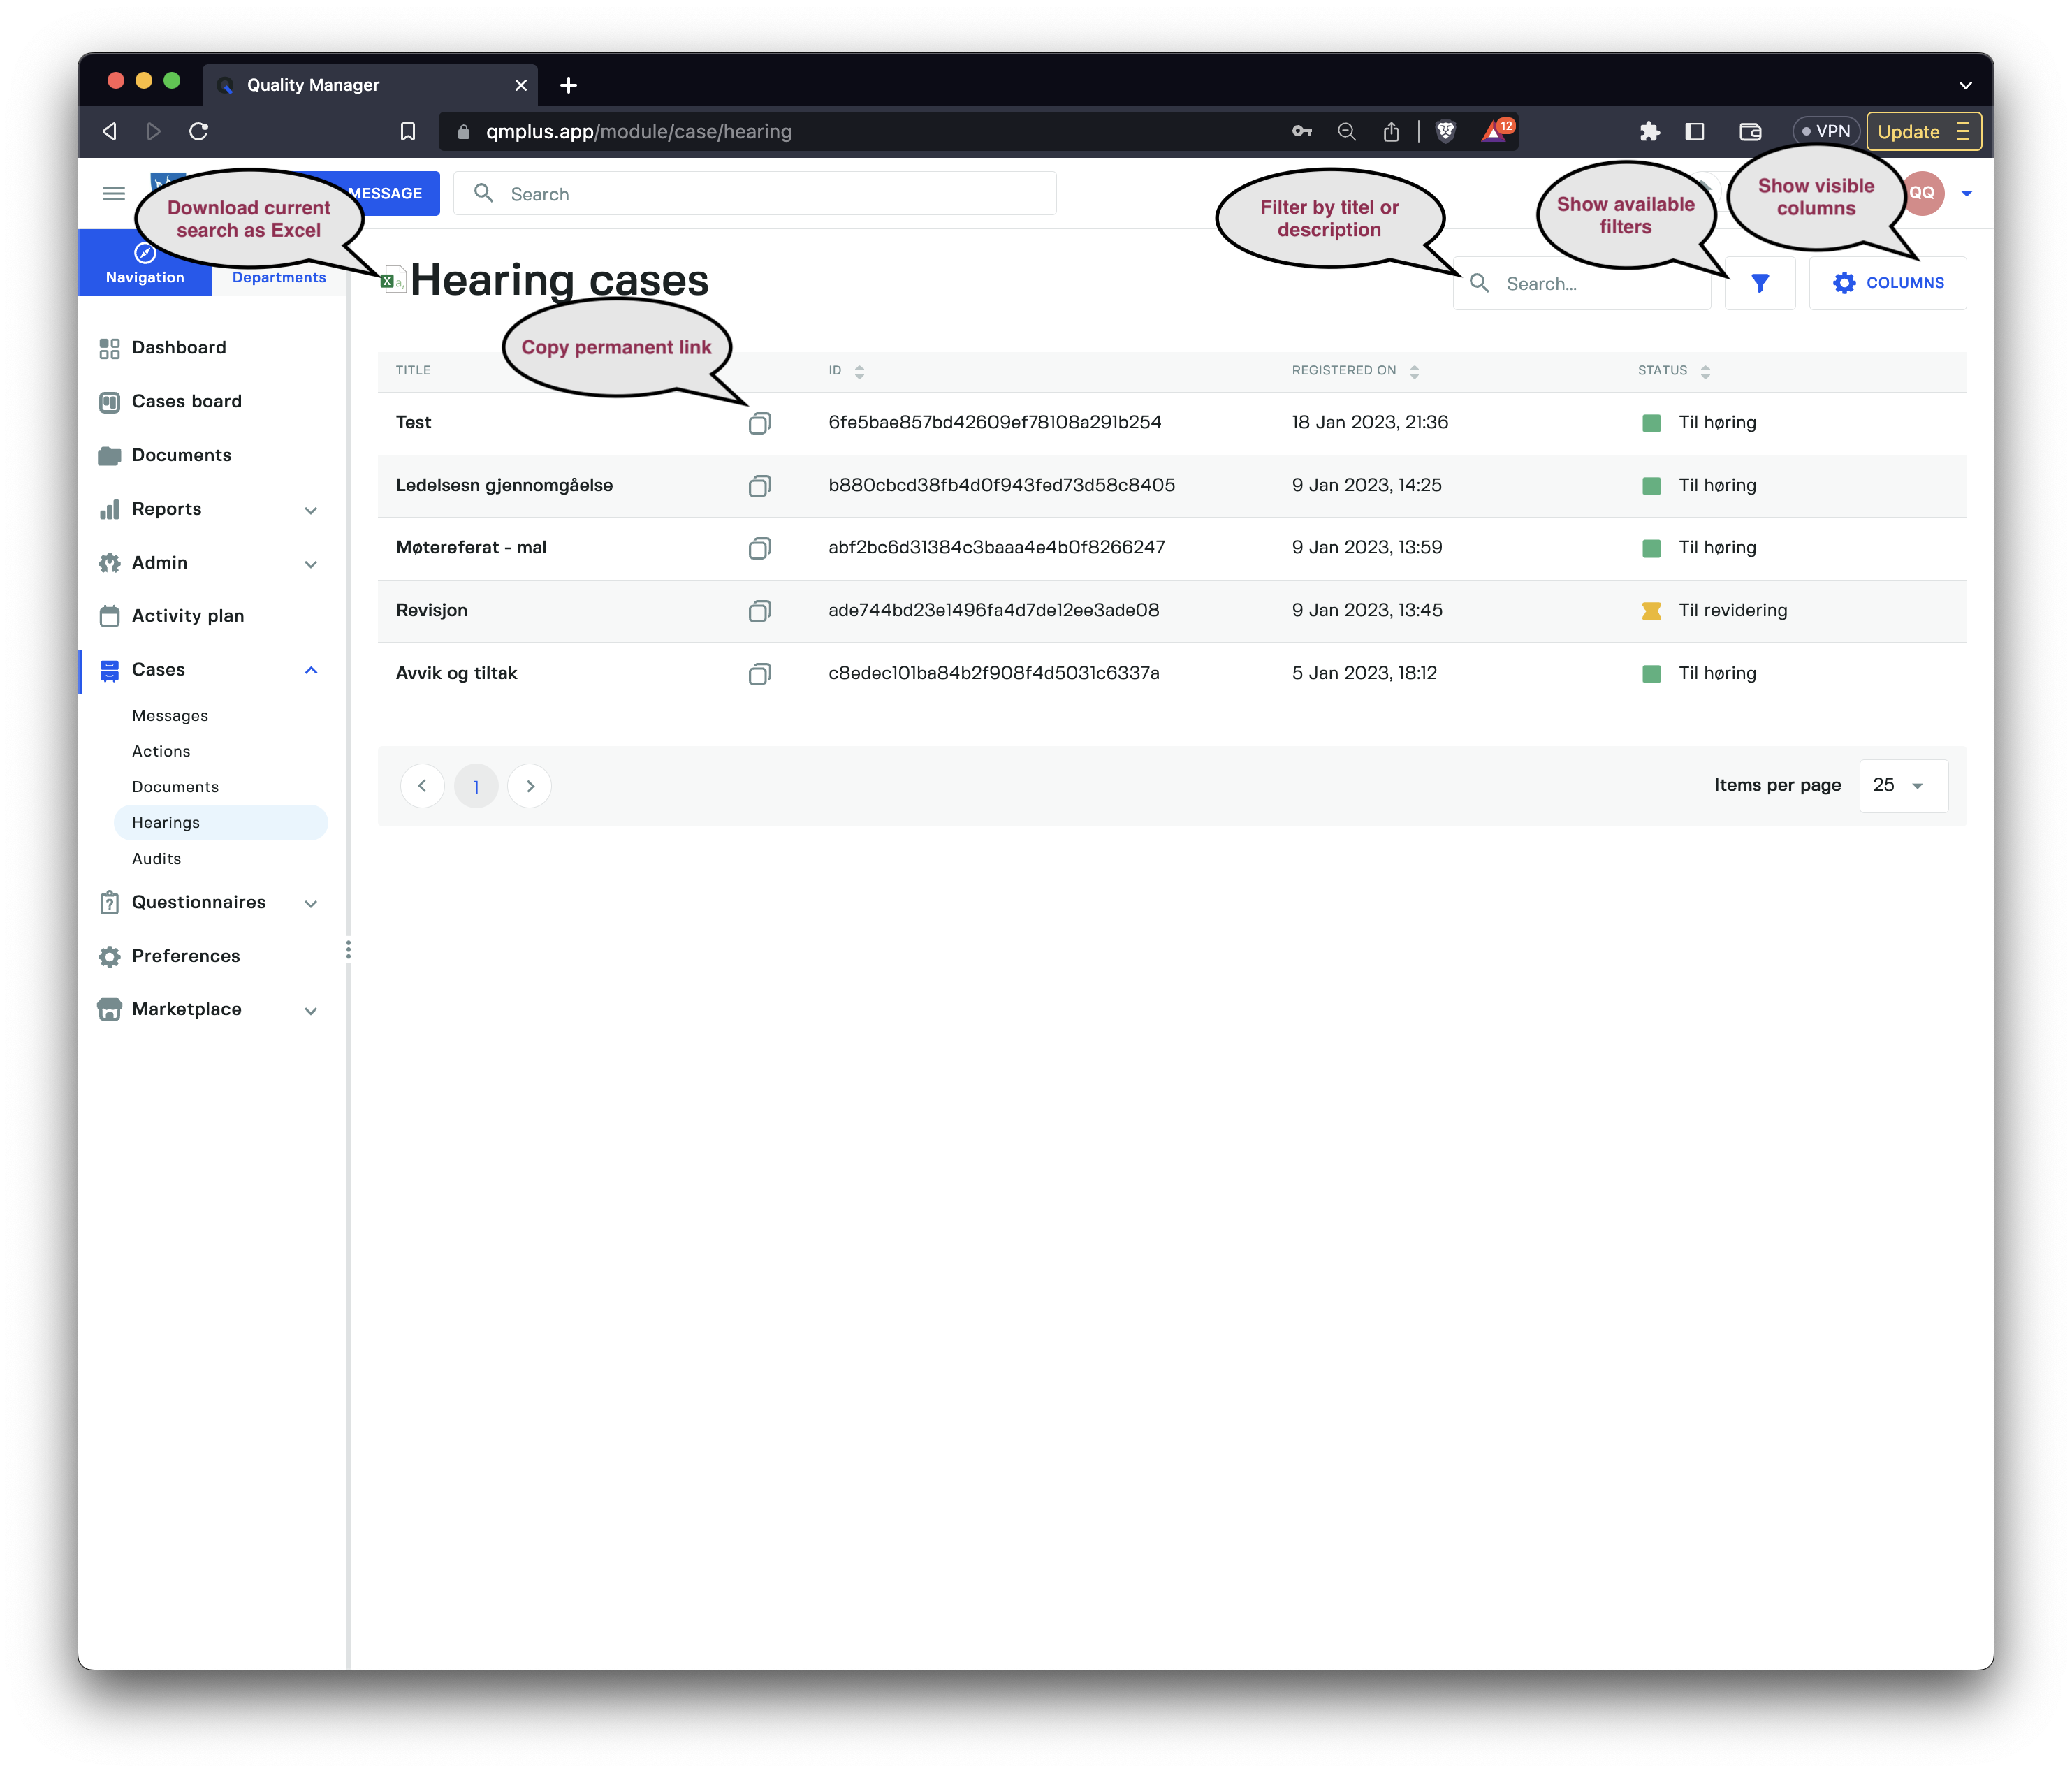 Quality Manager
qmplus.app/module/case/hearing
12
VPN
Update
Download current
search as Excel
MESSAGE
Search
Filter by titel or
description
Show available
filters
Show visible
columns
QQ
Navigation
Departments
Hearing cases
Search...
COLUMNS
Copy permanent link
Dashboard
Cases board
Documents
Reports
Admin
Activity plan
Cases
Messages
Actions
Documents
Hearings
Audits
Questionnaires
Preferences
Marketplace
TITLE ID REGISTERED ON STATUS
Test 6fe5bae857bd42609ef78108a291b254 18 Jan 2023, 21:36 Til høring
Ledelsesn gjennomgåelse b880cbcd38fb4d0f943fed73d58c8405 9 Jan 2023, 14:25 Til høring
Møtereferat - mal abf2bc6d31384c3baaa4e4b0f8266247 9 Jan 2023, 13:59 Til høring
Revisjon ade744bd23e1496fa4d7de12ee3ade08 9 Jan 2023, 13:45 Til revidering
Avvik og tiltak c8edec101ba84b2f908f4d5031c6337a 5 Jan 2023, 18:12 Til høring
1
Items per page 25